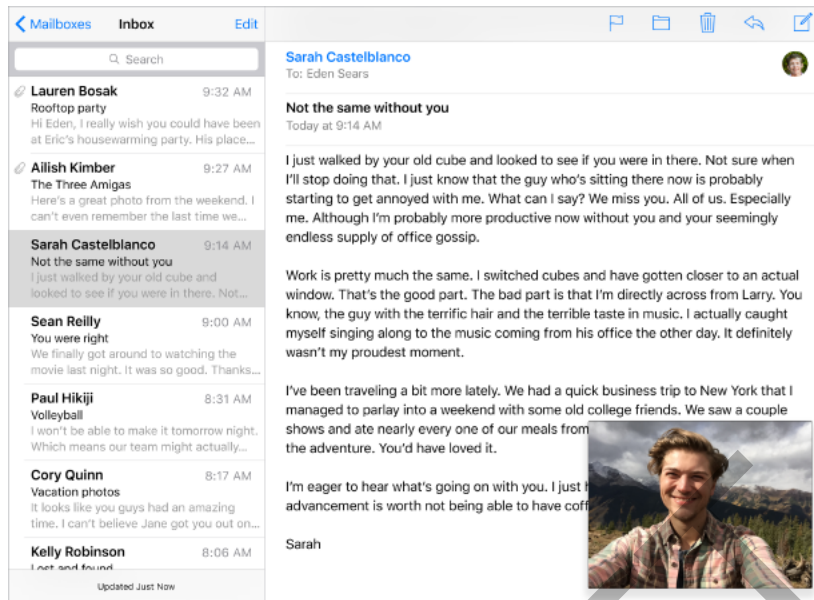 Mailboxes Inbox Edit
Search
Lauren Bosak 9:32 AM
Rooftop party
Hi Eden, I really wish you could have been
at Eric's housewarming party. His place...
Ailish Kimber 9:27 AM
The Three Amigas
Here's a great photo from the weekend. I
can't even remember the last time we...
Sarah Castelblanco 9:14 AM
Not the same without you
I just walked by your old cube and
looked to see if you were in there. Not...
Sean Reilly 9:00 AM
You were right
We finally got around to watching the
movie last night. It was so good. Thanks...
Paul Hikiji 8:31 AM
Volleyball
I won't be able to make it tomorrow night.
Which means our team might actually...
Cory Quinn 8:17 AM
Vacation photos
It looks like you guys had an amazing
time. I can't believe Jane got you out on...
Kelly Robinson 8:06 AM
Lost and found
Updated Just Now
Sarah Castelblanco
To: Eden Sears
Not the same without you
Today at 9:14 AM
I just walked by your old cube and looked to see if you were in there. Not sure when
I'll stop doing that. I just know that the guy who's sitting there now is probably
starting to get annoyed with me. What can I say? We miss you. All of us. Especially
me. Although I'm probably more productive now without you and your seemingly
endless supply of office gossip.
Work is pretty much the same. I switched cubes and have gotten closer to an actual
window. That's the good part. The bad part is that I'm directly across from Larry. You
know, the guy with the terrific hair and the terrible taste in music. I actually caught
myself singing along to the music coming from his office the other day. It definitely
wasn't my proudest moment.
I've been traveling a bit more lately. We had a quick business trip to New York that I
managed to parlay into a weekend with some old college friends. We saw a couple
shows and ate nearly every one of our meals from
the adventure. You'd have loved it.
I'm eager to hear what's going on with you. I just
advancement is worth not being able to have
Sarah